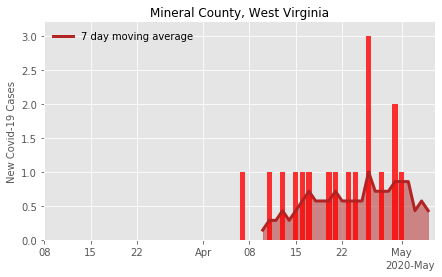 Mineral County, West Virginia
7 day moving average
New Covid-19 Cases
3.0
2.5
2.0
1.5
1.0
0.5
0.0
08 15 22 Apr 08 15 22 May
2020-May